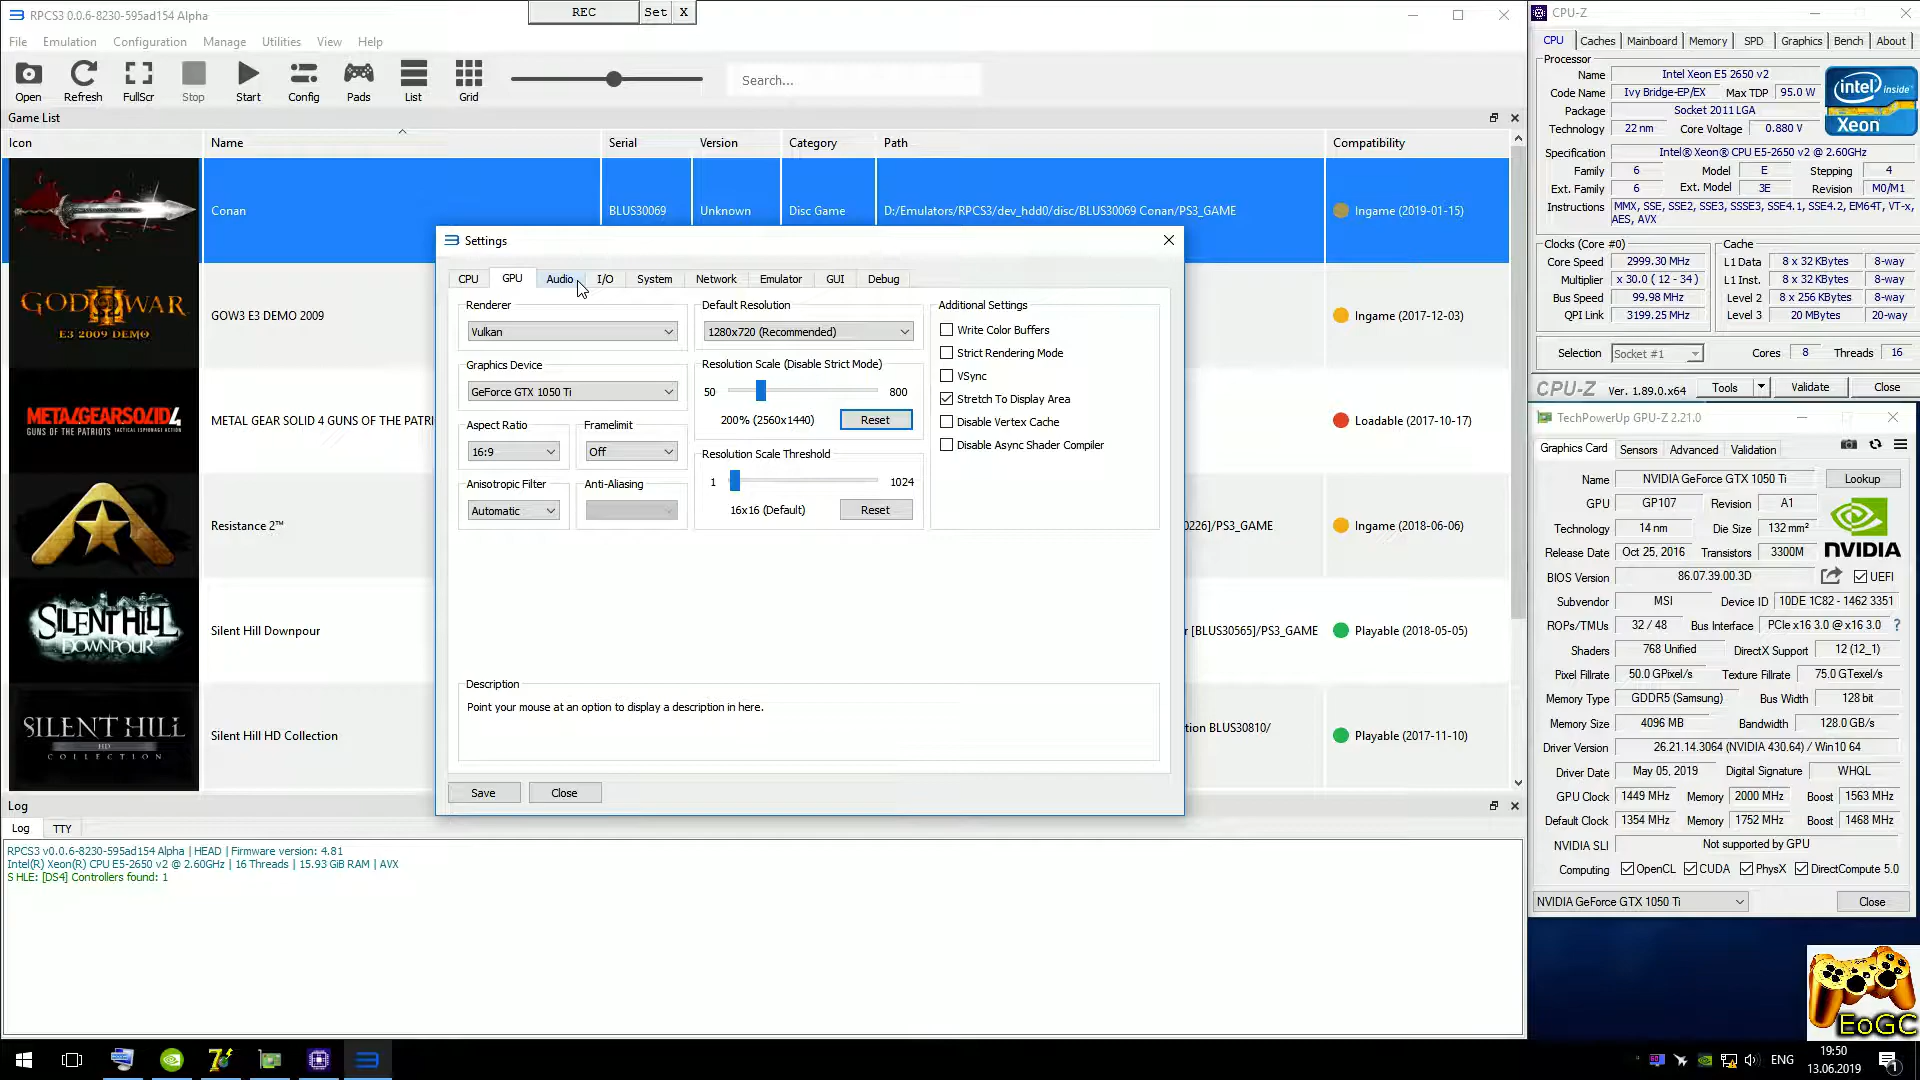 RPCS3 0.0.6-8230-595ad154 Alpha
REC Set X
File Emulation Configuration Manage Utilities View Help
Open Refresh FullScr Stop Start Config Pads List Grid Search...
Game List
Icon Name Serial Version Category Path Compatibility
Conan BLUS30069 Unknown Disc Game D:/Emulators/RPCS3/dev_hdd0/disc/BLUS30069 Conan/PS3_GAME Ingame (2019-01-15)
GOD OF WAR
E3 2009 DEMO
GOW3 E3 DEMO 2009 Ingame (2017-12-03)
METAL GEAR SOLID 4
GUNS OF THE PATRIOTS
METAL GEAR SOLID 4 GUNS OF THE PATRI Loadable (2017-10-17)
Resistance 2™ 0226]/PS3_GAME Ingame (2018-06-06)
SILENT HILL
DOWNPOUR
Silent Hill Downpour r [BLUS30565]/PS3_GAME Playable (2018-05-05)
SILENT HILL
HD
COLLECTION
Silent Hill HD Collection tion BLUS30810/ Playable (2017-11-10)
Settings
CPU GPU Audio I/O System Network Emulator GUI Debug
Renderer
Vulkan
Graphics Device
GeForce GTX 1050 Ti
Aspect Ratio Framelimit
16:9 Off
Anisotropic Filter Anti-Aliasing
Automatic
Default Resolution
1280x720 (Recommended)
Resolution Scale (Disable Strict Mode)
50 800
200% (2560x1440) Reset
Resolution Scale Threshold
1 1024
16x16 (Default) Reset
Additional Settings
Write Color Buffers
Strict Rendering Mode
VSync
Stretch To Display Area
Disable Vertex Cache
Disable Async Shader Compiler
Description
Point your mouse at an option to display a description in here.
Save Close
Log
Log TTY
RPCS3 v0.0.6-8230-595ad154 Alpha | HEAD | Firmware version: 4.81
Intel(R) Xeon(R) CPU E5-2650 v2 @ 2.60GHz | 16 Threads | 15.93 GiB RAM | AVX
S HLE: [DS4] Controllers found: 1
CPU-Z
CPU Caches Mainboard Memory SPD Graphics Bench About
Processor
Name Intel Xeon E5 2650 v2
Code Name Ivy Bridge-EP/EX Max TDP 95.0 W
Package Socket 2011 LGA
Technology 22 nm Core Voltage 0.880 V
intel inside
Xeon
Specification Intel® Xeon® CPU E5-2650 v2 @ 2.60GHz
Family 6 Model E Stepping 4
Ext. Family 6 Ext. Model 3E Revision M0/M1
Instructions MMX, SSE, SSE2, SSE3, SSSE3, SSE4.1, SSE4.2, EM64T, VT-x,
AES, AVX
Clocks (Core #0) Cache
Core Speed 2999.30 MHz L1 Data 8 x 32 KBytes 8-way
Multiplier x 30.0 ( 12 - 34 ) L1 Inst. 8 x 32 KBytes 8-way
Bus Speed 99.98 MHz Level 2 8 x 256 KBytes 8-way
QPI Link 3199.25 MHz Level 3 20 MBytes 20-way
Selection Socket #1 Cores 8 Threads 16
CPU-Z Ver. 1.89.0.x64 Tools Validate Close
TechPowerUp GPU-Z 2.21.0
Graphics Card Sensors Advanced Validation
Name NVIDIA GeForce GTX 1050 Ti Lookup
GPU GP107 Revision A1
Technology 14 nm Die Size 132 mm²
Release Date Oct 25, 2016 Transistors 3300M
NVIDIA
BIOS Version 86.07.39.00.3D UEFI
Subvendor MSI Device ID 10DE 1C82 - 1462 3351
ROPs/TMUs 32 / 48 Bus Interface PCIe x16 3.0 @ x16 3.0 ?
Shaders 768 Unified DirectX Support 12 (12_1)
Pixel Fillrate 50.0 GPixel/s Texture Fillrate 75.0 GTexel/s
Memory Type GDDR5 (Samsung) Bus Width 128 bit
Memory Size 4096 MB Bandwidth 128.0 GB/s
Driver Version 26.21.14.3064 (NVIDIA 430.64) / Win10 64
Driver Date May 05, 2019 Digital Signature WHQL
GPU Clock 1449 MHz Memory 2000 MHz Boost 1563 MHz
Default Clock 1354 MHz Memory 1752 MHz Boost 1468 MHz
NVIDIA SLI Not supported by GPU
Computing OpenCL CUDA PhysX DirectCompute 5.0
NVIDIA GeForce GTX 1050 Ti Close
EoGC
ENG 19:50
13.06.2019